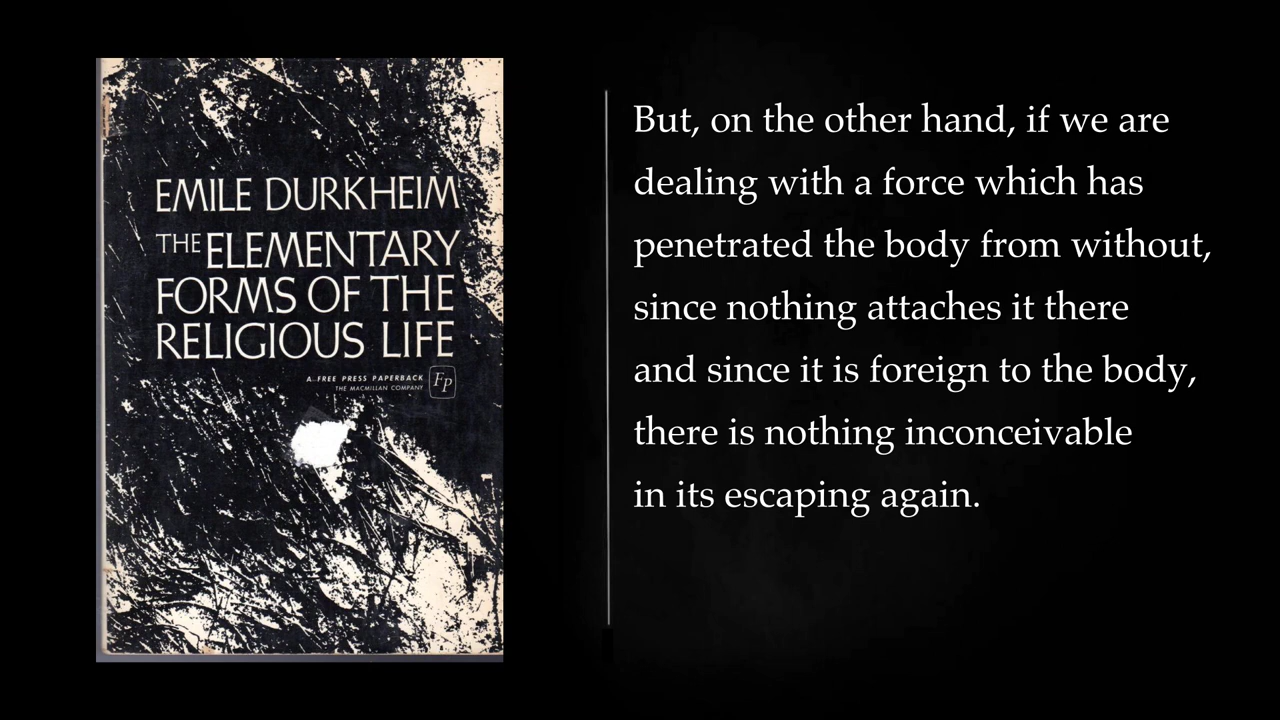 EMILE DURKHEIM
THE ELEMENTARY
FORMS OF THE
RELIGIOUS LIFE
A FREE PRESS PAPERBACK
THE MACMILLAN COMPANY
Fp
But, on the other hand, if we are
dealing with a force which has
penetrated the body from without,
since nothing attaches it there
and since it is foreign to the body,
there is nothing inconceivable
in its escaping again.